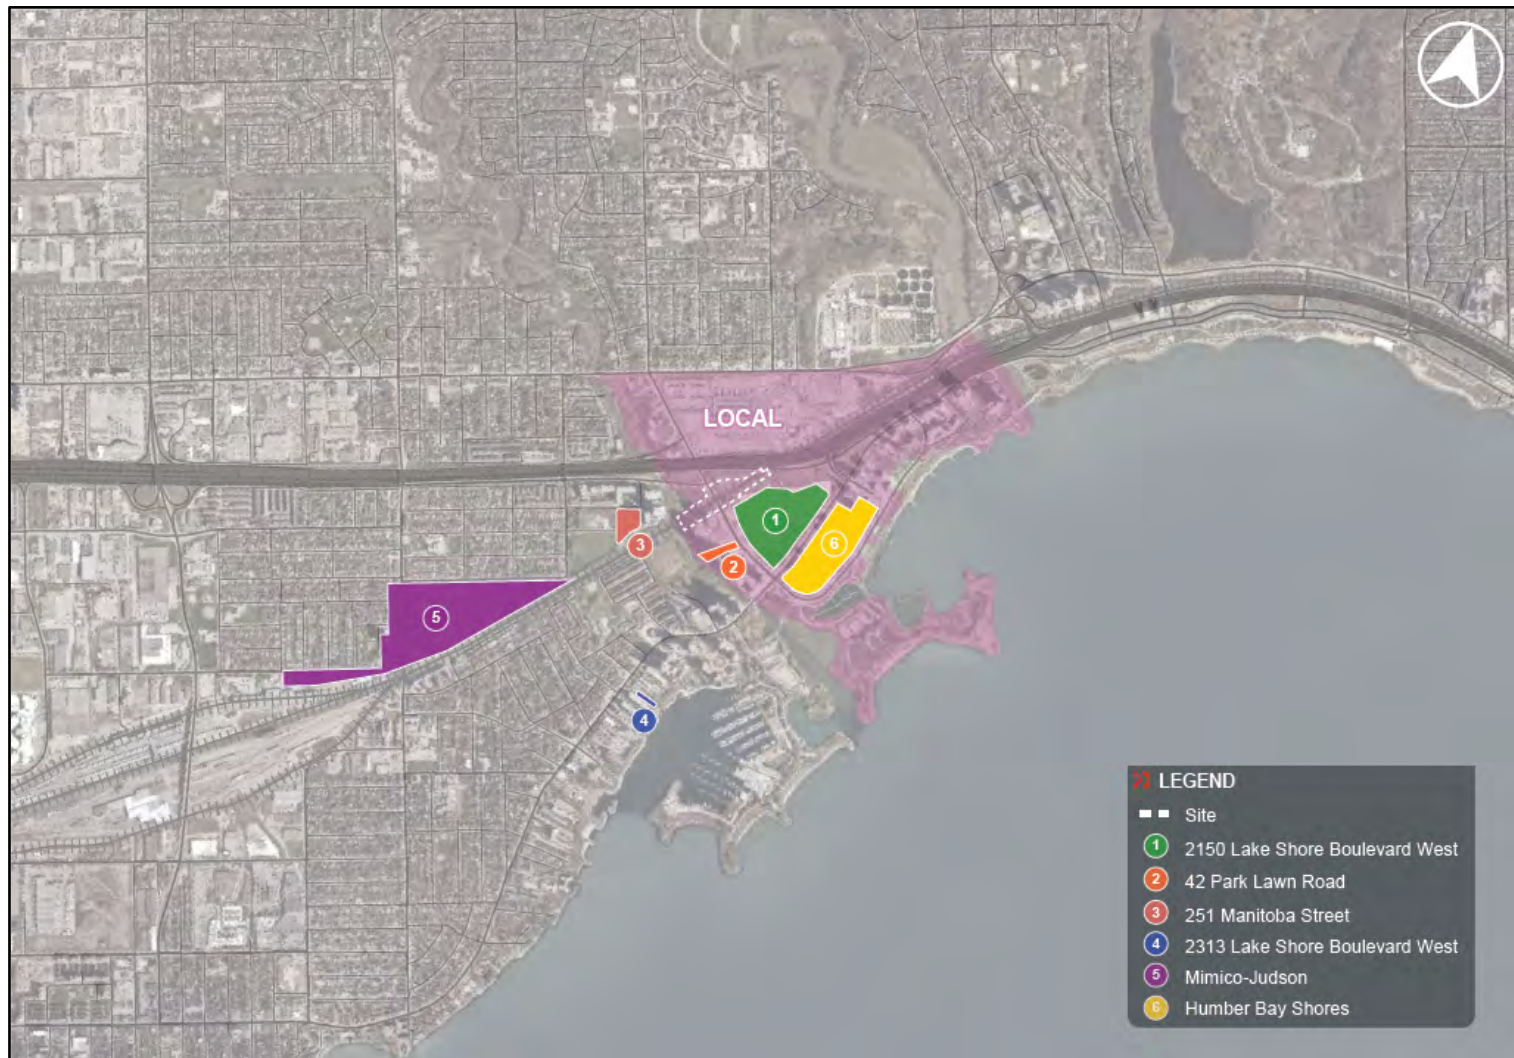 LOCAL
1
6
3
2
5
4
LEGEND
Site
1 2150 Lake Shore Boulevard West
2 42 Park Lawn Road
3 251 Manitoba Street
4 2313 Lake Shore Boulevard West
5 Mimico-Judson
6 Humber Bay Shores